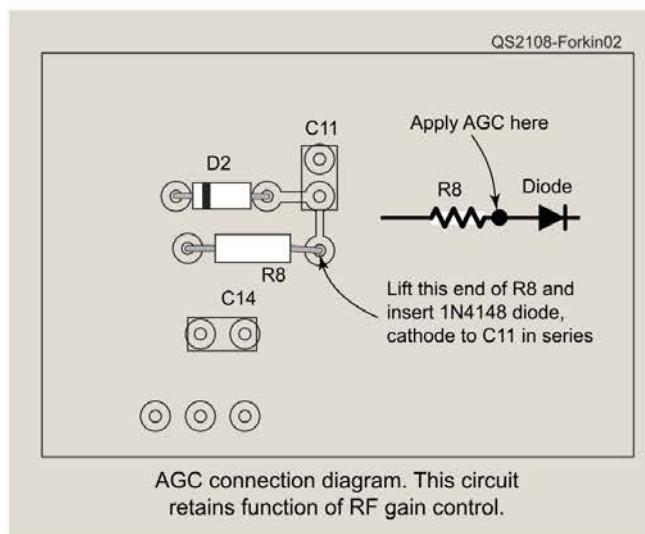 QS2108-Forkin02
C11
Apply AGC here
D2
R8
Diode
R8
Lift this end of R8 and
insert 1N4148 diode,
cathode to C11 in series
C14
AGC connection diagram. This circuit
retains function of RF gain control.